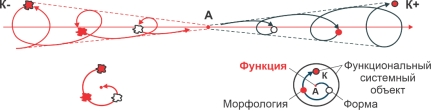 К-
А
К+
Функция
К
А
Функциональный
системный
объект
Морфология
Форма